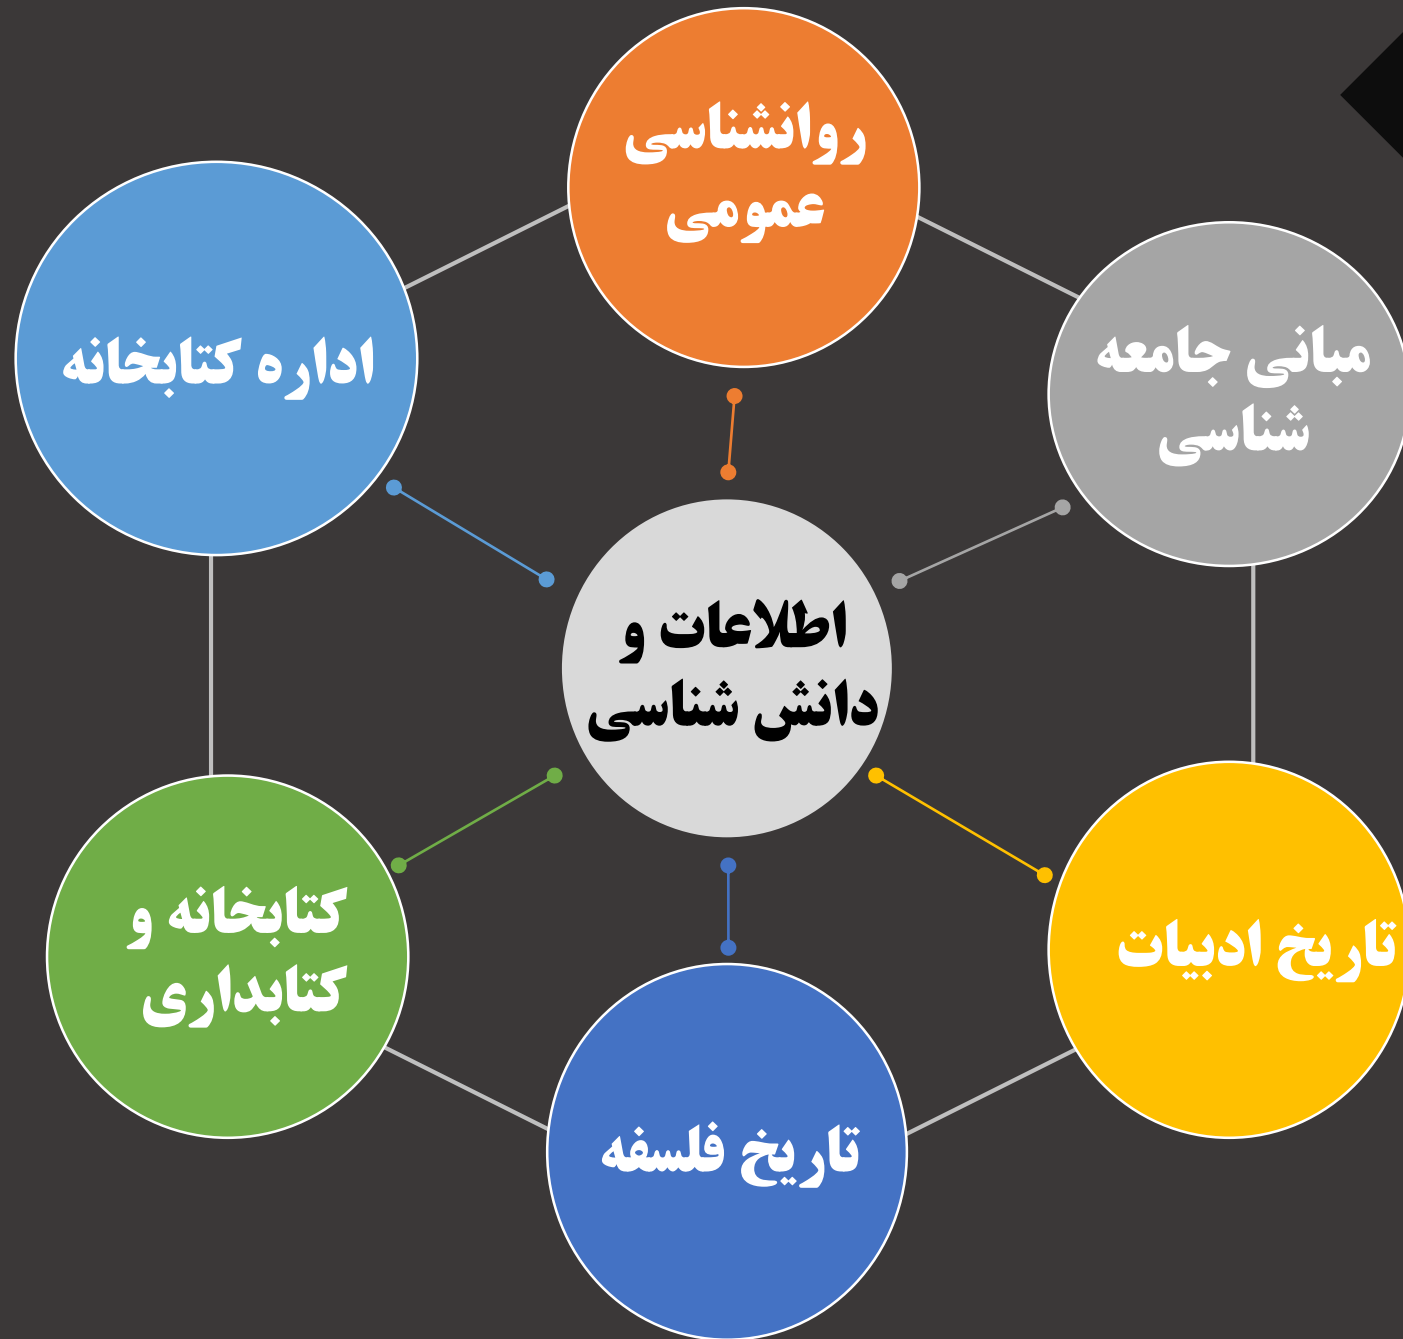 روانشناسی
عمومی
مبانی جامعه
شناسی
اداره کتابخانه
اطلاعات و
دانش شناسی
تاریخ ادبیات
کتابخانه و
کتابداری
تاریخ فلسفه